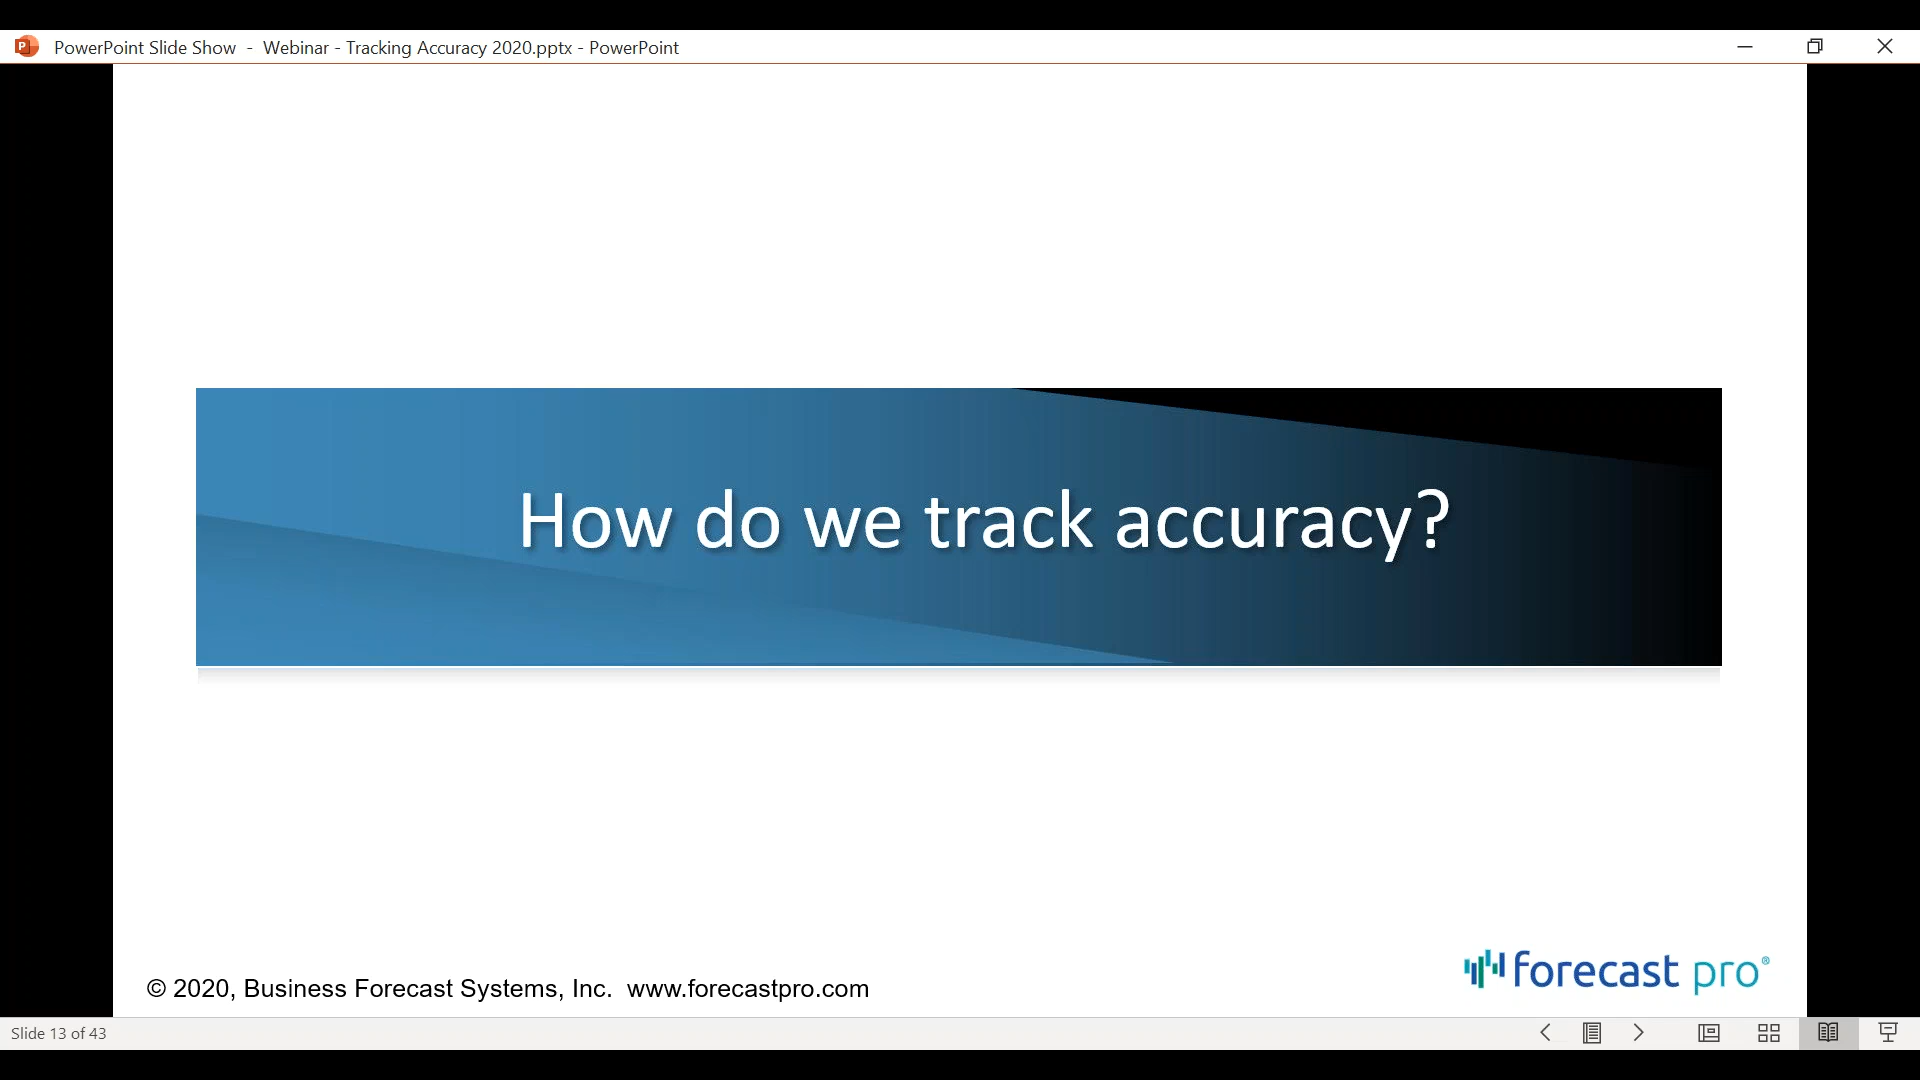 PowerPoint Slide Show - Webinar - Tracking Accuracy 2020.pptx - PowerPoint
How do we track accuracy?
© 2020, Business Forecast Systems, Inc. www.forecastpro.com
forecast pro®
Slide 13 of 43